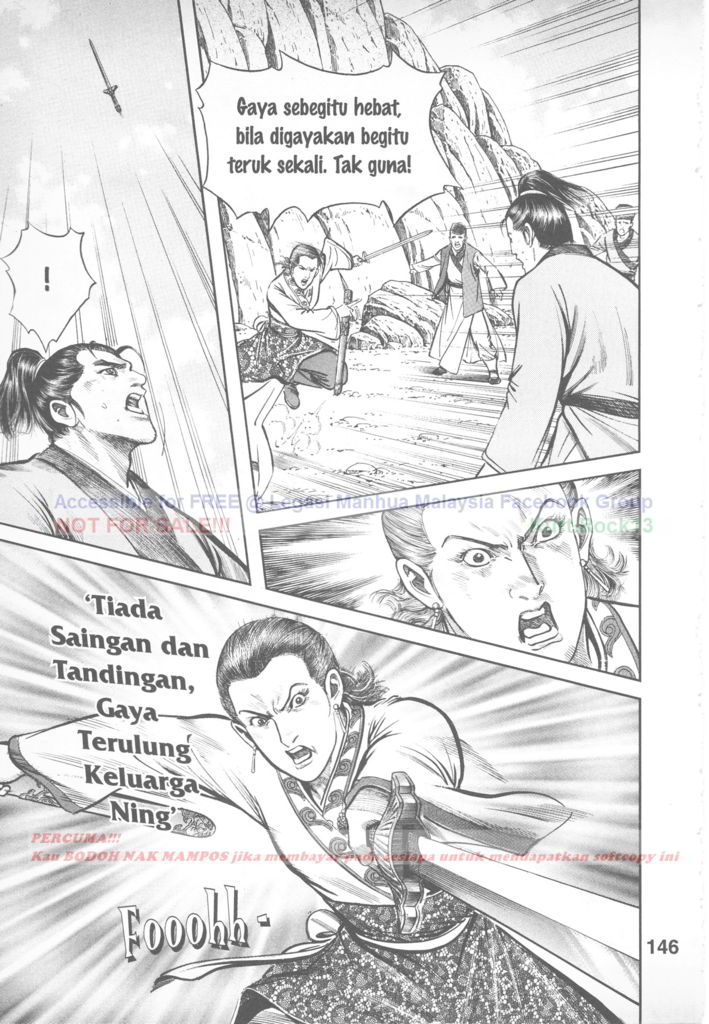 Gaya sebegitu hebat,
bila digayakan begitu
teruk sekali. Tak guna!
!
Accessible for FREE @ Legasi Manhua Malaysia Facebook Group
NOT FOR SALE!!!
'Tiada
Saingan dan
Tandingan,
Gaya
Terulung
Keluarga
Ning'
PERCUMA!!!
Kau BODOH NAK MAMPOS jika membayar pada sesiapa untuk mendapatkan softcopy ini
Fooohh -
146